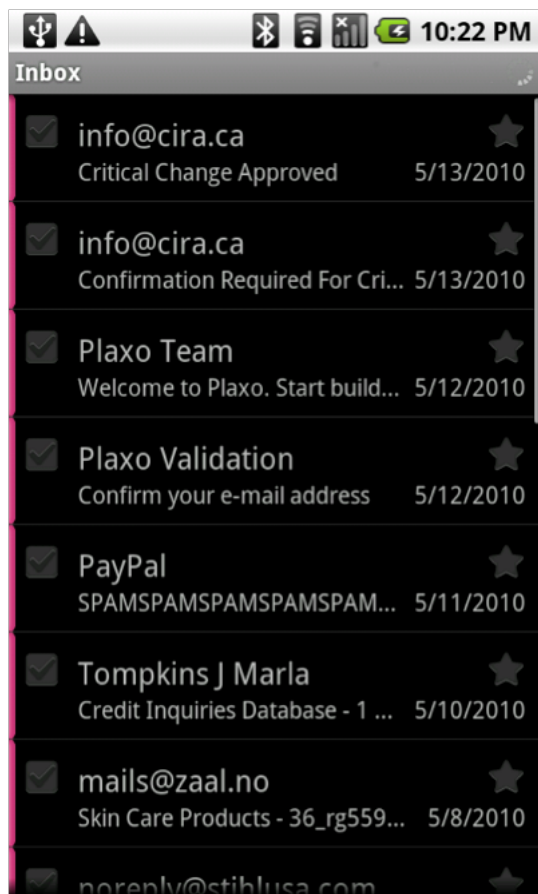 10:22 PM
Inbox
info@cira.ca
Critical Change Approved 5/13/2010
info@cira.ca
Confirmation Required For Cri... 5/13/2010
Plaxo Team
Welcome to Plaxo. Start build... 5/12/2010
Plaxo Validation
Confirm your e-mail address 5/12/2010
PayPal
SPAMSPAMSPAMSPAMSPAM... 5/11/2010
Tompkins J Marla
Credit Inquiries Database - 1 ... 5/10/2010
mails@zaal.no
Skin Care Products - 36_rg559... 5/8/2010
noreply@stihlusa.com